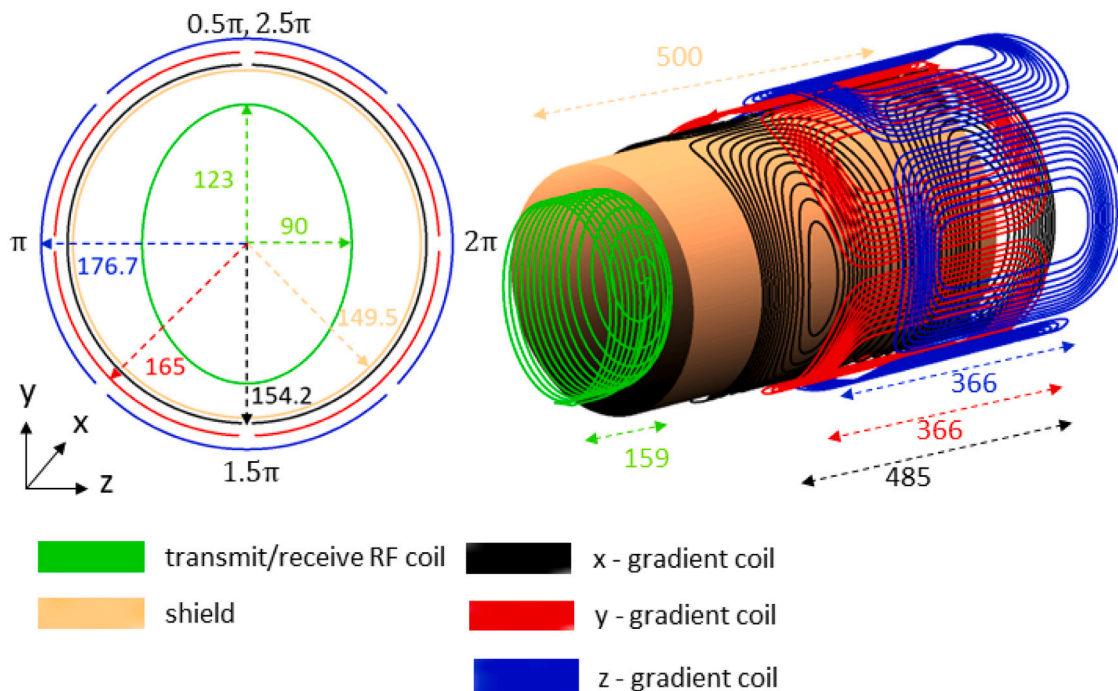 0.5π, 2.5π
500
123
90
π
2π
176.7
149.5
165
154.2
366
y
x
366
z
1.5π
159
485
transmit/receive RF coil
x - gradient coil
shield
y - gradient coil
z - gradient coil